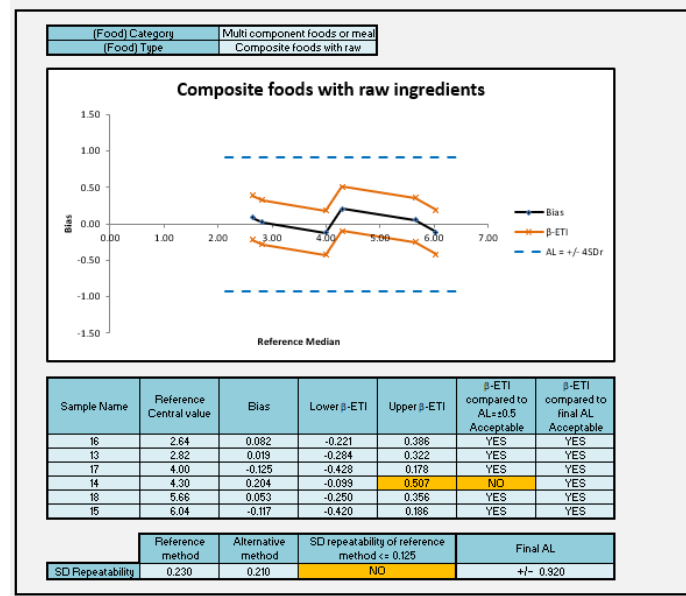 (Food) Category Multi component foods or meal
(Food) Type Composite foods with raw
Composite foods with raw ingredients
1.50
1.00
0.50
0.00
-0.50
-1.00
-1.50
0.00 1.00 2.00 3.00 4.00 5.00 6.00 7.00
Bias
Reference Median
Bias
β-ETI
AL = +/- 4SDr
Sample Name Reference Central value Bias Lower β-ETI Upper β-ETI β-ETI compared to AL=±0.5 Acceptable β-ETI compared to final AL Acceptable
16 2.64 0.082 -0.221 0.386 YES YES
13 2.82 0.019 -0.284 0.322 YES YES
17 4.00 -0.125 -0.428 0.178 YES YES
14 4.30 0.204 -0.099 0.507 NO YES
18 5.66 0.053 -0.250 0.356 YES YES
15 6.04 -0.117 -0.420 0.186 YES YES
Reference method Alternative method SD repeatability of reference method <= 0.125 Final AL
SD Repeatability 0.230 0.210 NO +/- 0.920